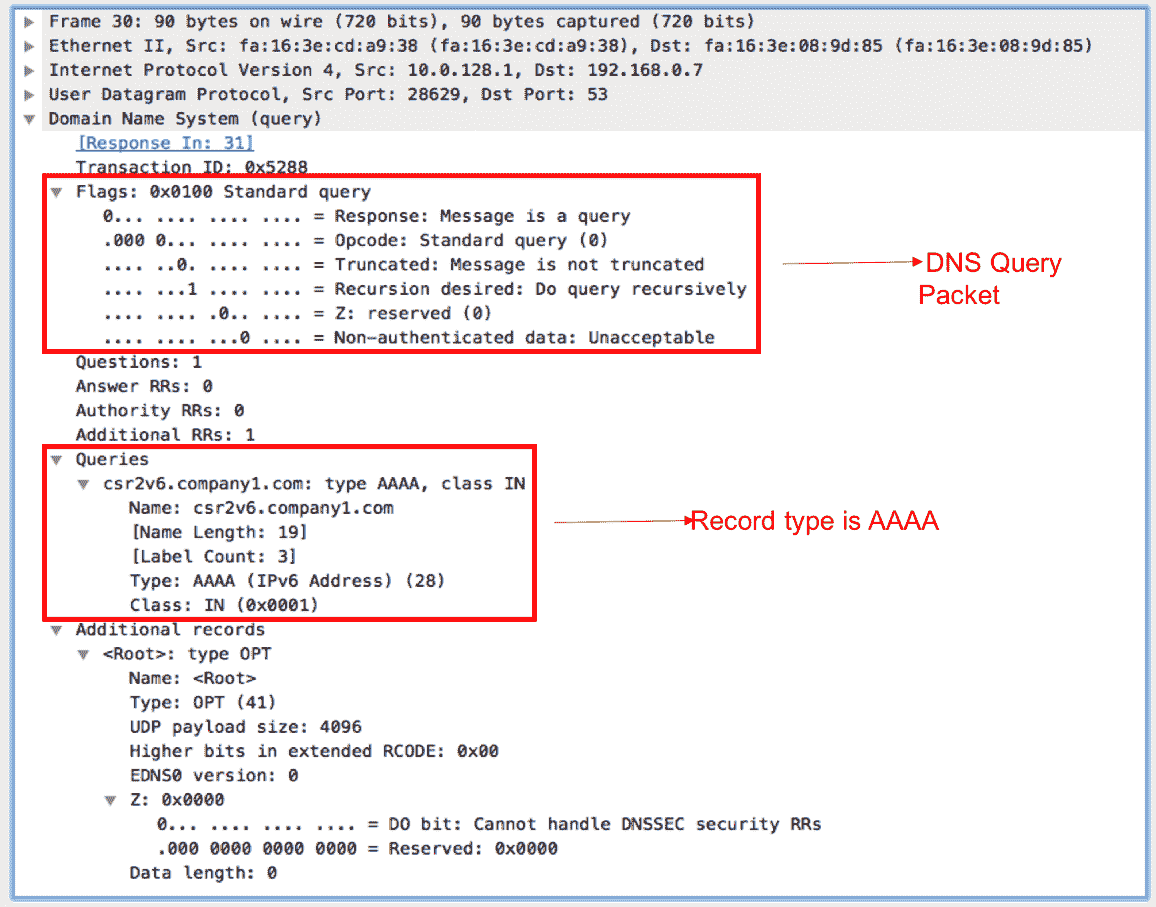 Frame 30: 90 bytes on wire (720 bits), 90 bytes captured (720 bits)
Ethernet II, Src: fa:16:3e:cd:a9:38 (fa:16:3e:cd:a9:38), Dst: fa:16:3e:08:9d:85 (fa:16:3e:08:9d:85)
Internet Protocol Version 4, Src: 10.0.128.1, Dst: 192.168.0.7
User Datagram Protocol, Src Port: 28629, Dst Port: 53
Domain Name System (query)
[Response In: 31]
Transaction ID: 0x5288
Flags: 0x0100 Standard query
0... .... .... .... = Response: Message is a query
.000 0... .... .... = Opcode: Standard query (0)
.... ..0. .... .... = Truncated: Message is not truncated
.... ...1 .... .... = Recursion desired: Do query recursively
.... .... .0.. .... = Z: reserved (0)
.... .... ...0 .... = Non-authenticated data: Unacceptable
DNS Query
Packet
Questions: 1
Answer RRs: 0
Authority RRs: 0
Additional RRs: 1
Queries
csr2v6.company1.com: type AAAA, class IN
Name: csr2v6.company1.com
[Name Length: 19]
[Label Count: 3]
Type: AAAA (IPv6 Address) (28)
Class: IN (0x0001)
Record type is AAAA
Additional records
<Root>: type OPT
Name: <Root>
Type: OPT (41)
UDP payload size: 4096
Higher bits in extended RCODE: 0x00
EDNS0 version: 0
Z: 0x0000
0... .... .... .... = DO bit: Cannot handle DNSSEC security RRs
.000 0000 0000 0000 = Reserved: 0x0000
Data length: 0